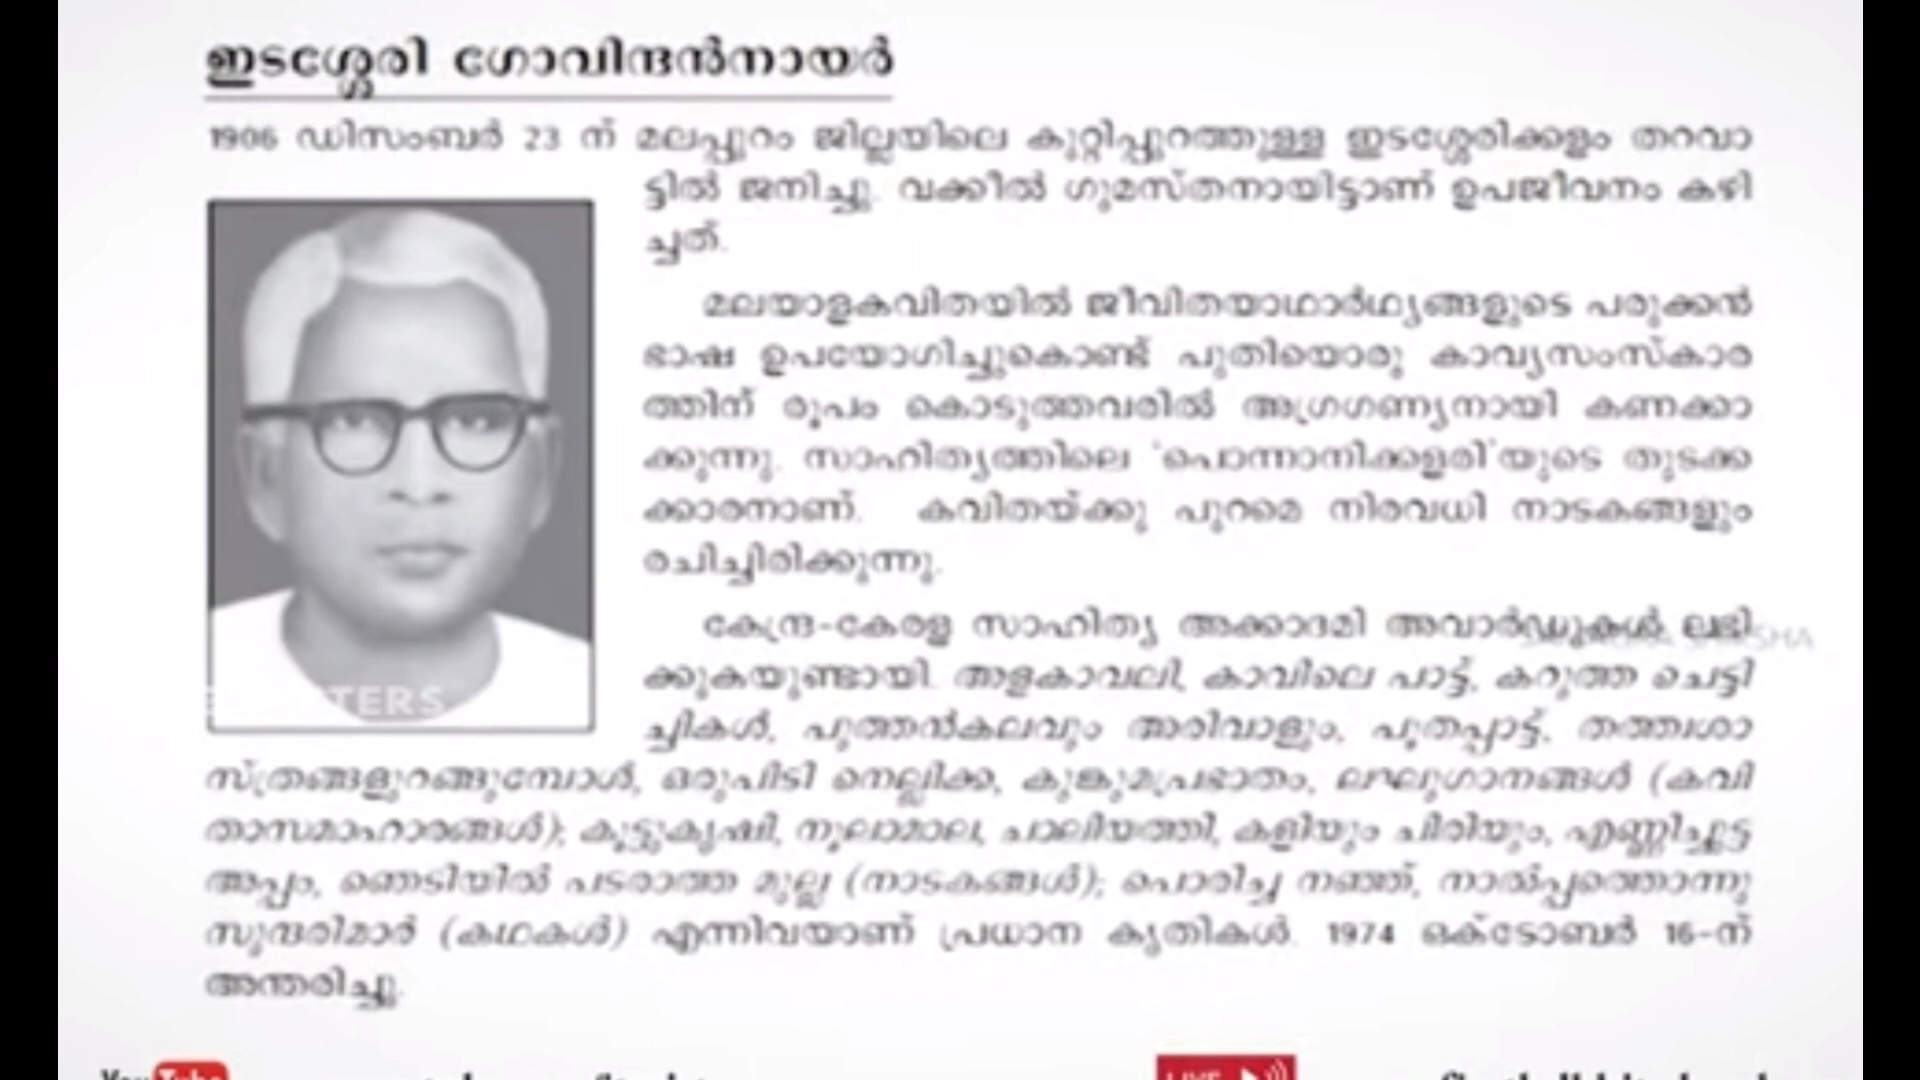 ഇടശ്ശേരി ഗോവിന്ദൻനായർ
1906 ഡിസംബർ 23 ന് മലപ്പുറം ജില്ലയിലെ കുറ്റിപ്പുറത്തുള്ള ഇടശ്ശേരിക്കളം തറവാ
ട്ടിൽ ജനിച്ചു. വക്കീൽ ഗുമസ്തനായിട്ടാണ് ഉപജീവനം കഴി
ച്ചത്.
മലയാളകവിതയിൽ ജീവിതയാഥാർഥ്യങ്ങളുടെ പരുക്കൻ
ഭാഷ ഉപയോഗിച്ചുകൊണ്ട് പുതിയൊരു കാവ്യസംസ്കാര
ത്തിന് രൂപം കൊടുത്തവരിൽ അഗ്രഗണ്യനായി കണക്കാ
ക്കുന്നു. സാഹിത്യത്തിലെ 'പൊന്നാനിക്കളരി'യുടെ തുടക്ക
ക്കാരനാണ്. കവിതയ്ക്കു പുറമെ നിരവധി നാടകങ്ങളും
രചിച്ചിരിക്കുന്നു.
കേന്ദ്ര-കേരള സാഹിത്യ അക്കാദമി അവാർഡുകൾ ലഭി
ക്കുകയുണ്ടായി. അളകാവലി, കാവിലെ പാട്ട്, കറുത്ത ചെട്ടി
ച്ചികൾ, പുത്തൻകലവും അരിവാളും, പൂതപ്പാട്ട്, തത്ത്വശാ
സ്ത്രങ്ങളുറങ്ങുമ്പോൾ, ഒരുപിടി നെല്ലിക്ക, കുങ്കുമപ്രഭാതം, ലഘുഗാനങ്ങൾ (കവി
താസമാഹാരങ്ങൾ); കൂട്ടുകൃഷി, നൂലാമാല, ചാലിയത്തി, കളിയും ചിരിയും, എണ്ണിച്ചുട്ട
അപ്പം, ഞെടിയിൽ പടരാത്ത മുല്ല (നാടകങ്ങൾ); പൊരിച്ച നഞ്ഞ്, നാൽപ്പത്തൊന്നു
സുന്ദരിമാർ (കഥകൾ) എന്നിവയാണ് പ്രധാന കൃതികൾ. 1974 ഒക്ടോബർ 16-ന്
അന്തരിച്ചു.
YouTube
LIVE